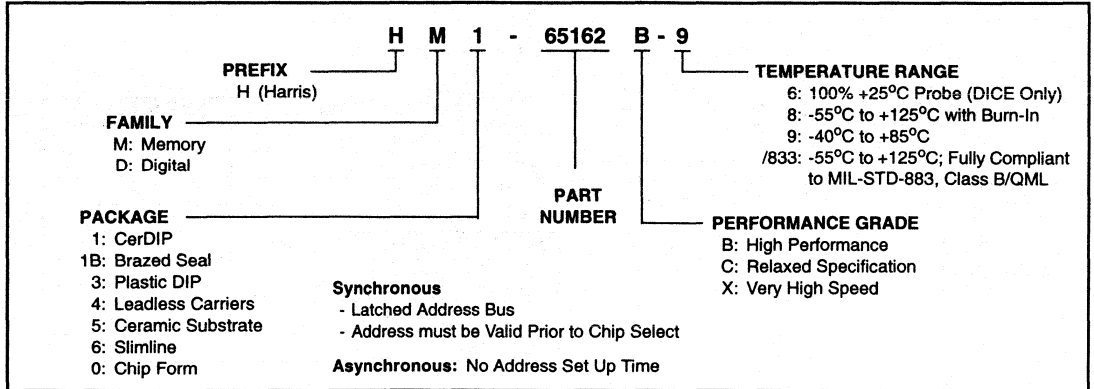 H M 1 - 65162 B - 9
PREFIX
H (Harris)
FAMILY
M: Memory
D: Digital
PACKAGE
1: CerDIP
1B: Brazed Seal
3: Plastic DIP
4: Leadless Carriers
5: Ceramic Substrate
6: Slimline
0: Chip Form
Synchronous
- Latched Address Bus
- Address must be Valid Prior to Chip Select
Asynchronous: No Address Set Up Time
PART
NUMBER
TEMPERATURE RANGE
6: 100% +25°C Probe (DICE Only)
8: -55°C to +125°C with Burn-In
9: -40°C to +85°C
/833: -55°C to +125°C; Fully Compliant
to MIL-STD-883, Class B/QML
PERFORMANCE GRADE
B: High Performance
C: Relaxed Specification
X: Very High Speed